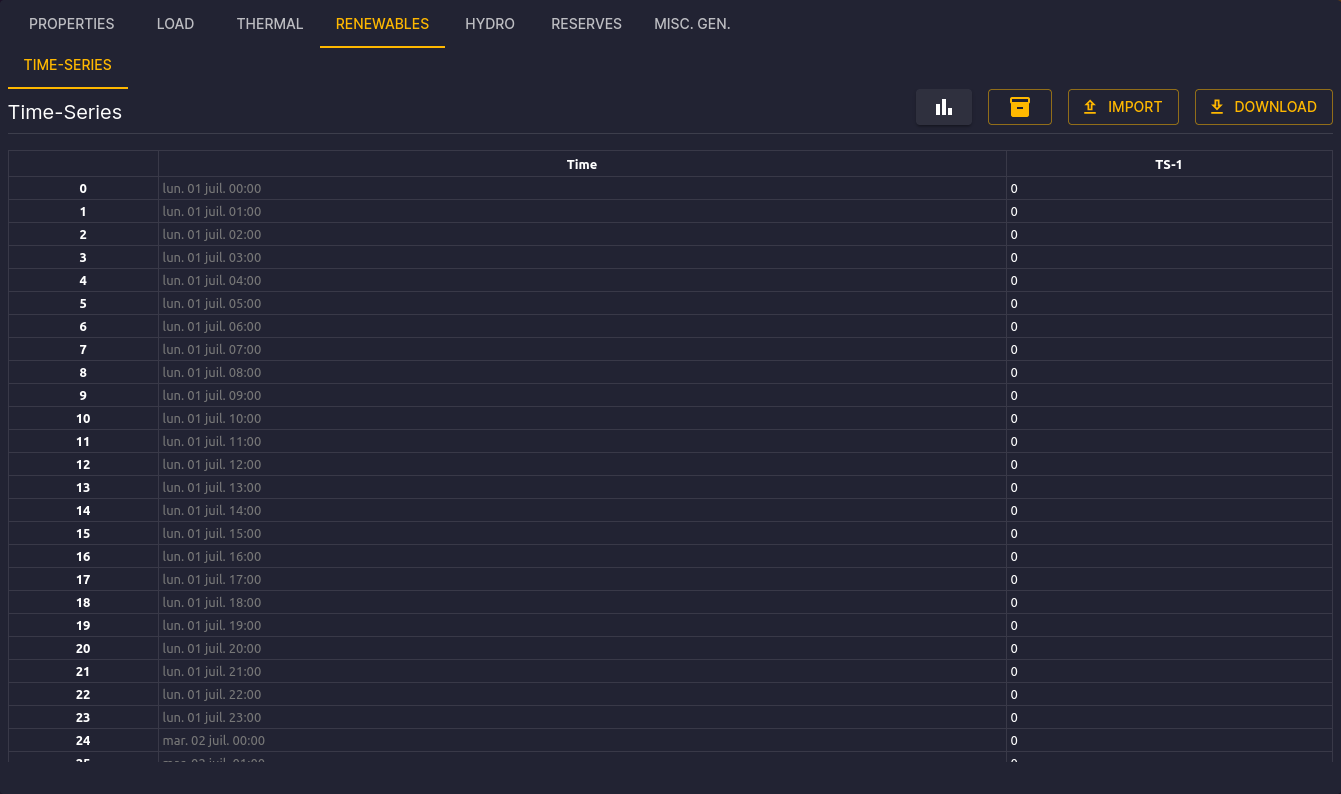 PROPERTIES LOAD THERMAL RENEWABLES HYDRO RESERVES MISC. GEN.
TIME-SERIES
Time-Series IMPORT DOWNLOAD
Time TS-1
0 lun. 01 juil. 00:00 0
1 lun. 01 juil. 01:00 0
2 lun. 01 juil. 02:00 0
3 lun. 01 juil. 03:00 0
4 lun. 01 juil. 04:00 0
5 lun. 01 juil. 05:00 0
6 lun. 01 juil. 06:00 0
7 lun. 01 juil. 07:00 0
8 lun. 01 juil. 08:00 0
9 lun. 01 juil. 09:00 0
10 lun. 01 juil. 10:00 0
11 lun. 01 juil. 11:00 0
12 lun. 01 juil. 12:00 0
13 lun. 01 juil. 13:00 0
14 lun. 01 juil. 14:00 0
15 lun. 01 juil. 15:00 0
16 lun. 01 juil. 16:00 0
17 lun. 01 juil. 17:00 0
18 lun. 01 juil. 18:00 0
19 lun. 01 juil. 19:00 0
20 lun. 01 juil. 20:00 0
21 lun. 01 juil. 21:00 0
22 lun. 01 juil. 22:00 0
23 lun. 01 juil. 23:00 0
24 mar. 02 juil. 00:00 0